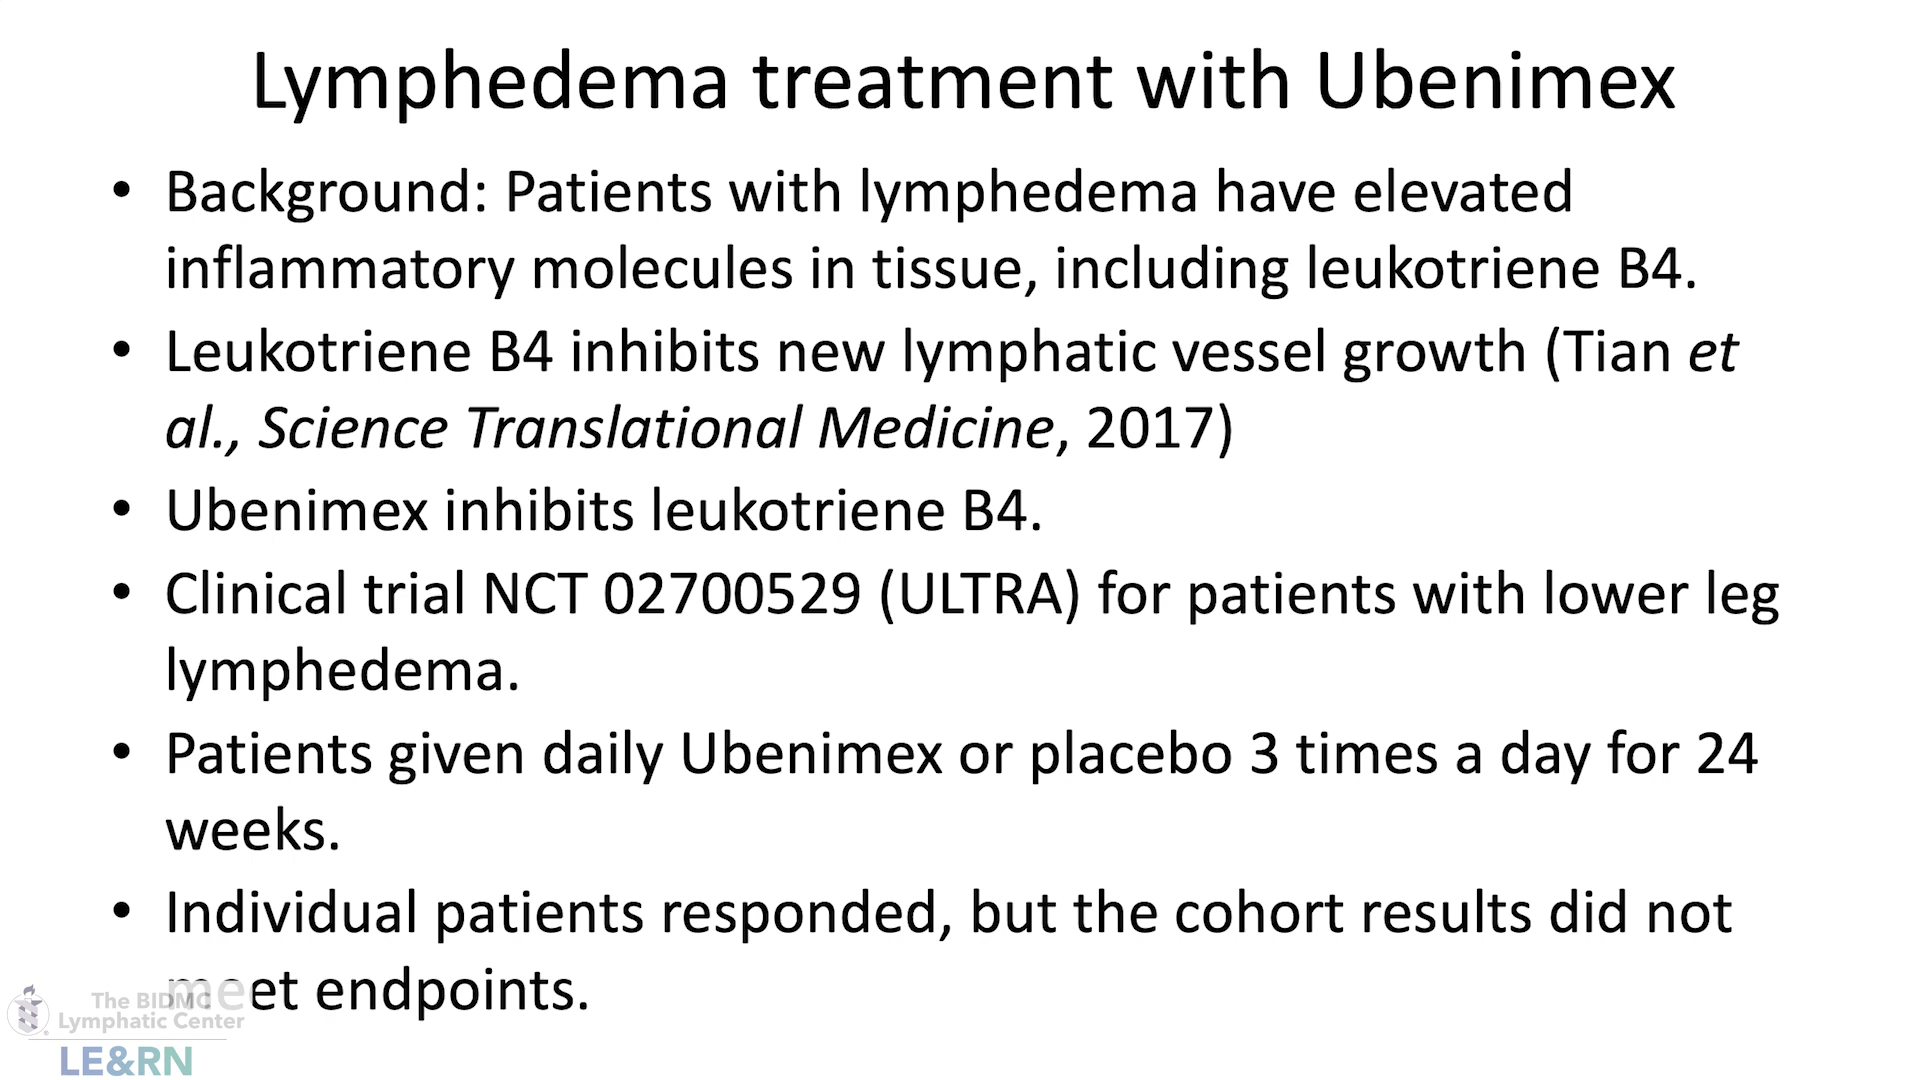 Lymphedema treatment with Ubenimex
• Background: Patients with lymphedema have elevated
inflammatory molecules in tissue, including leukotriene B4.
• Leukotriene B4 inhibits new lymphatic vessel growth (Tian et
al., Science Translational Medicine, 2017)
• Ubenimex inhibits leukotriene B4.
• Clinical trial NCT 02700529 (ULTRA) for patients with lower leg
lymphedema.
• Patients given daily Ubenimex or placebo 3 times a day for 24
weeks.
• Individual patients responded, but the cohort results did not
meet endpoints.
The BIDMC
Lymphatic Center
LE&RN